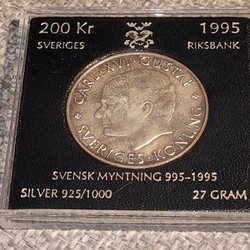 200 Kr 1995
SVERIGES RIKSBANK
CARL XVI GUSTAF
SVERIGES KONUNG
SVENSK MYNTNING 995-1995
SILVER 925/1000 27 GRAM